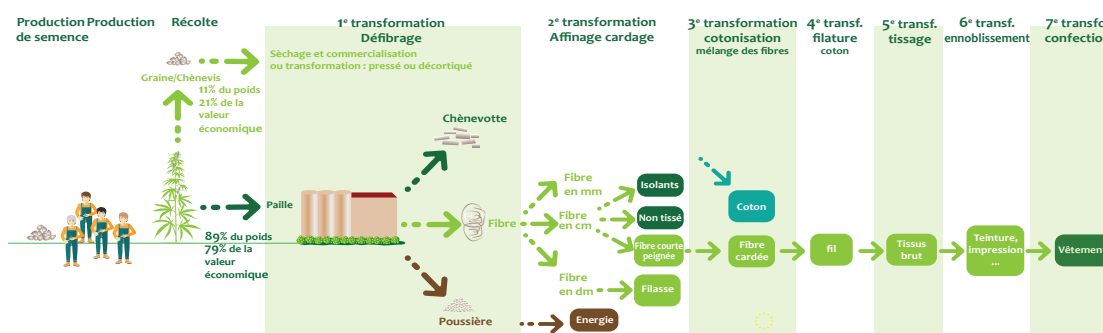 Production
de semence
Production
Récolte
1e transformation
Défibrage
2e transformation
Affinage cardage
3e transformation
cotonisation
mélange des fibres
4e transf.
filature
coton
5e transf.
tissage
6e transf.
ennoblissement
7e transfo
confection
Sèchage et commercialisation
ou transformation : pressé ou décortiqué
Graine/Chènevis
11% du poids
21% de la
valeur
économique
Chènevotte
Paille
89% du poids
79% de la
valeur
économique
Fibre
Poussière
Fibre
en mm
Fibre
en cm
Fibre
en dm
Isolants
Non tissé
Fibre courte
peignée
Filasse
Energie
Coton
Fibre
cardée
fil
Tissus
brut
Teinture,
impression
...
Vêtement